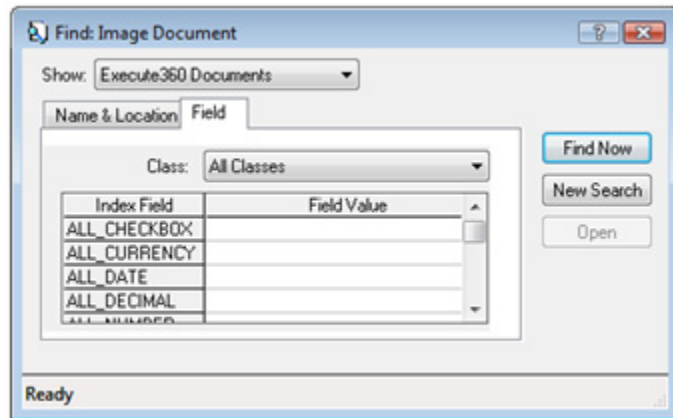 Find: Image Document
Show: Execute360 Documents
Name & Location Field
Class: All Classes
Find Now
New Search
Open
Index Field Field Value
ALL_CHECKBOX
ALL_CURRENCY
ALL_DATE
ALL_DECIMAL
ALL_NUMBER
Ready